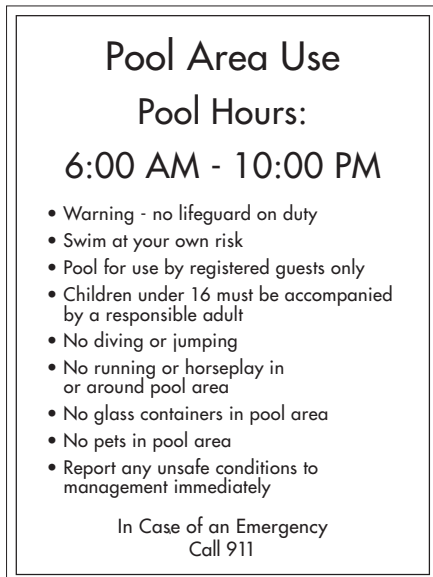 Pool Area Use
Pool Hours:
6:00 AM - 10:00 PM
• Warning - no lifeguard on duty
• Swim at your own risk
• Pool for use by registered guests only
• Children under 16 must be accompanied
by a responsible adult
• No diving or jumping
• No running or horseplay in
or around pool area
• No glass containers in pool area
• No pets in pool area
• Report any unsafe conditions to
management immediately
In Case of an Emergency
Call 911